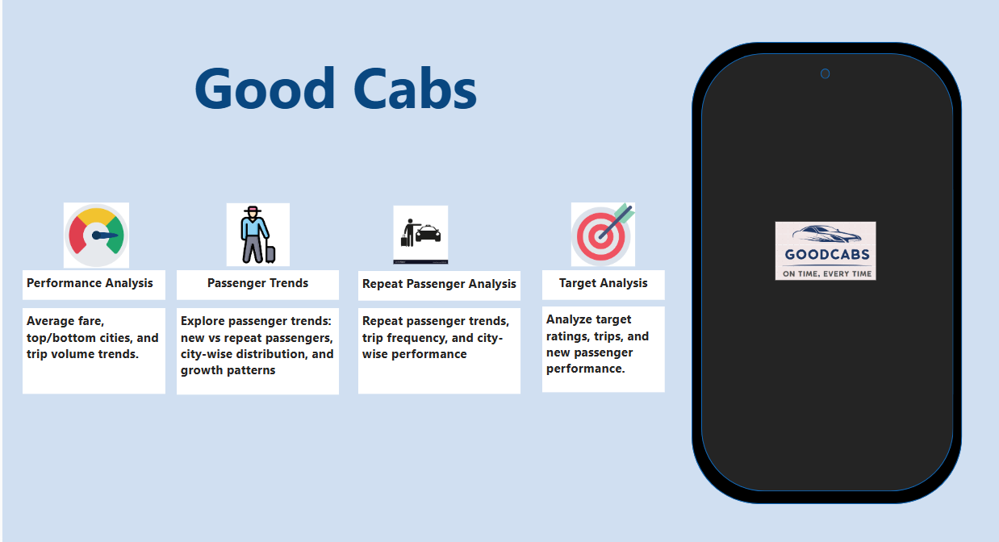 Good Cabs
Performance Analysis
Average fare,
top/bottom cities, and
trip volume trends.
Passenger Trends
Explore passenger trends:
new vs repeat passengers,
city-wise distribution, and
growth patterns
Repeat Passenger Analysis
Repeat passenger trends,
trip frequency, and city-
wise performance
Target Analysis
Analyze target
ratings, trips, and
new passenger
performance.
GOODCABS
ON TIME, EVERY TIME